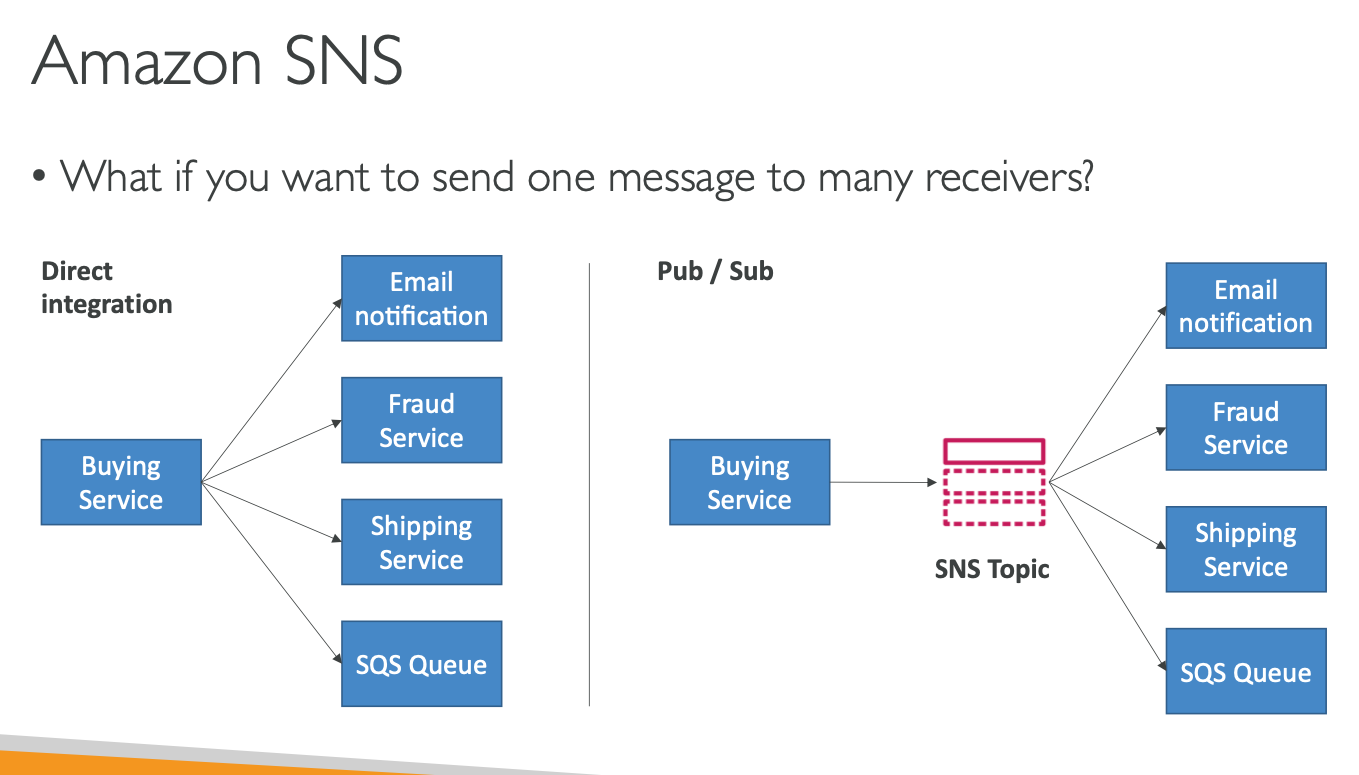 Amazon SNS
• What if you want to send one message to many receivers?
Direct
integration
Email
notification
Fraud
Service
Buying
Service
Shipping
Service
SQS Queue
Pub / Sub
Buying
Service
SNS Topic
Email
notification
Fraud
Service
Shipping
Service
SQS Queue